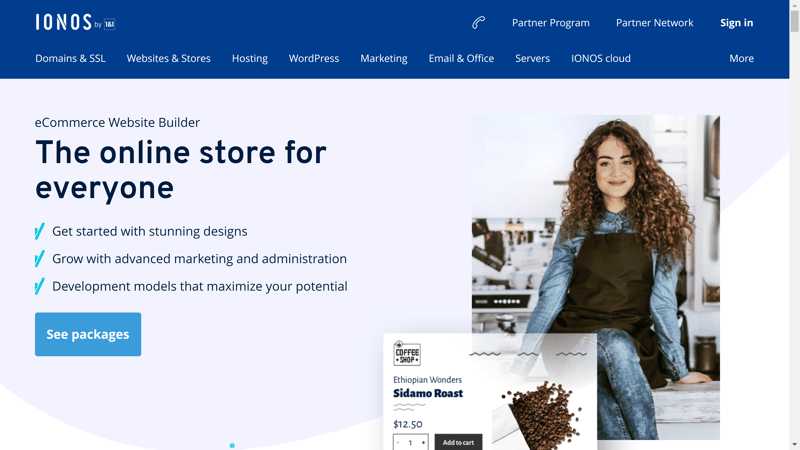 IONOS by 1&1
Partner Program
Partner Network
Sign in
Domains & SSL
Websites & Stores
Hosting
WordPress
Marketing
Email & Office
Servers
IONOS cloud
More
eCommerce Website Builder
The online store for
everyone
Get started with stunning designs
Grow with advanced marketing and administration
Development models that maximize your potential
See packages
COFFEE
SHOP
Ethiopian Wonders
Sidamo Roast
$12.50
- 1 +
Add to cart